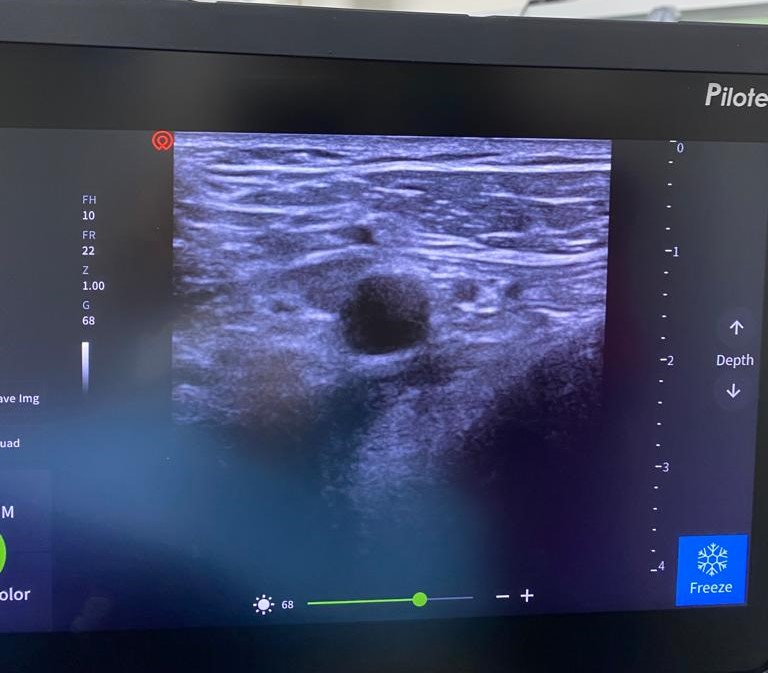 Pilote
0
FH
10
FR
22
-1
Z
1.00
G
68
-2
Depth
ave Img
uad
-3
M
-4
olor
Freeze
68